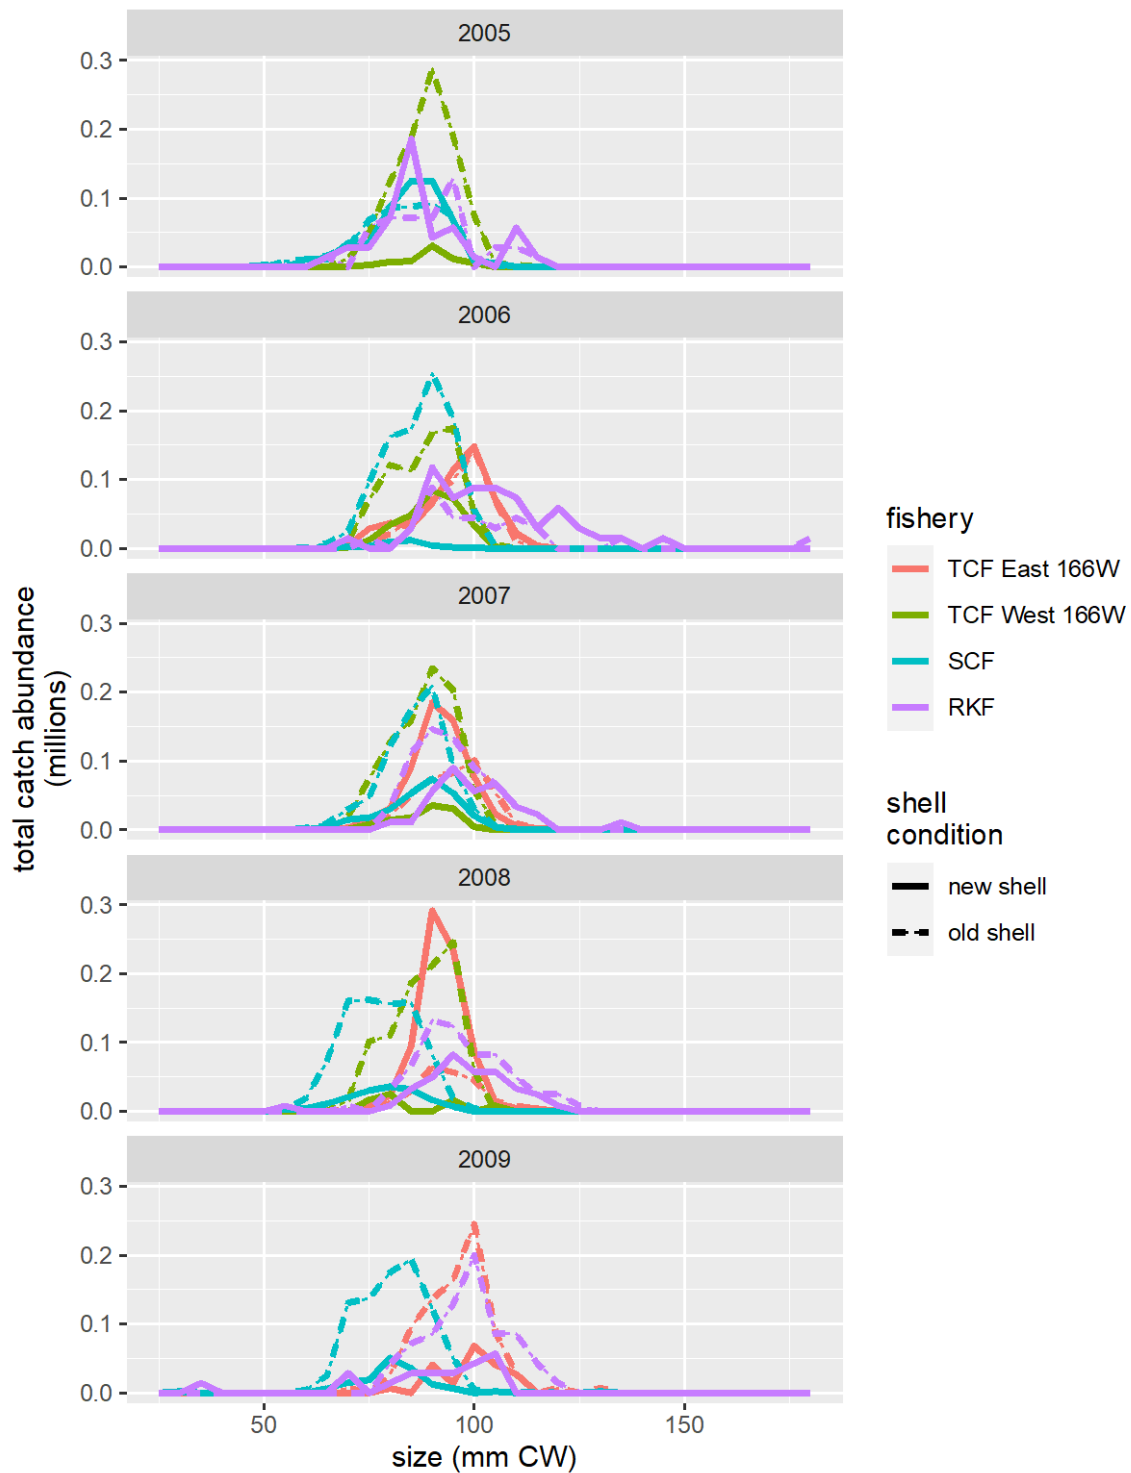 2005
0.3
0.2
0.1
0.0
2006
0.3
0.2
0.1
0.0
2007
0.3
0.2
0.1
0.0
2008
0.3
0.2
0.1
0.0
2009
0.3
0.2
0.1
0.0
50
100
150
size (mm CW)
total catch abundance
(millions)
fishery
TCF East 166W
TCF West 166W
SCF
RKF
shell
condition
new shell
old shell